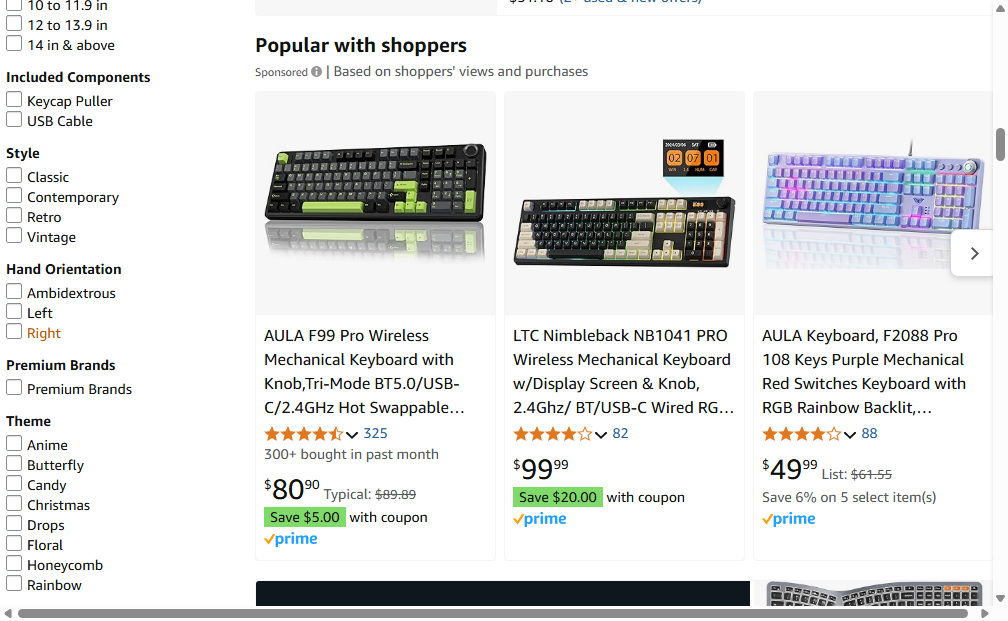 10 to 11.9 in
12 to 13.9 in
14 in & above
Included Components
Keycap Puller
USB Cable
Style
Classic
Contemporary
Retro
Vintage
Hand Orientation
Ambidextrous
Left
Right
Premium Brands
Premium Brands
Theme
Anime
Butterfly
Candy
Christmas
Drops
Floral
Honeycomb
Rainbow
(2+ used & new offers)
Popular with shoppers
Sponsored | Based on shoppers' views and purchases
AULA F99 Pro Wireless
Mechanical Keyboard with
Knob,Tri-Mode BT5.0/USB-
C/2.4GHz Hot Swappable…
325
300+ bought in past month
$80.90 Typical: $89.89
Save $5.00 with coupon
prime
02 07 01
LTC Nimbleback NB1041 PRO
Wireless Mechanical Keyboard
w/Display Screen & Knob,
2.4Ghz/ BT/USB-C Wired RG…
82
$99.99
Save $20.00 with coupon
prime
AULA Keyboard, F2088 Pro
108 Keys Purple Mechanical
Red Switches Keyboard with
RGB Rainbow Backlit,…
88
$49.99 List: $61.55
Save 6% on 5 select item(s)
prime